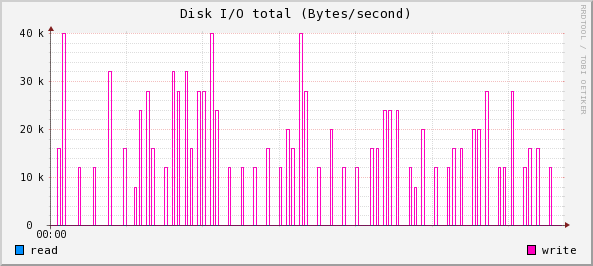 Disk I/O total (Bytes/second)
RRDTOOL / TOBI OETIKER
40 k
30 k
20 k
10 k
0
00:00
read
write